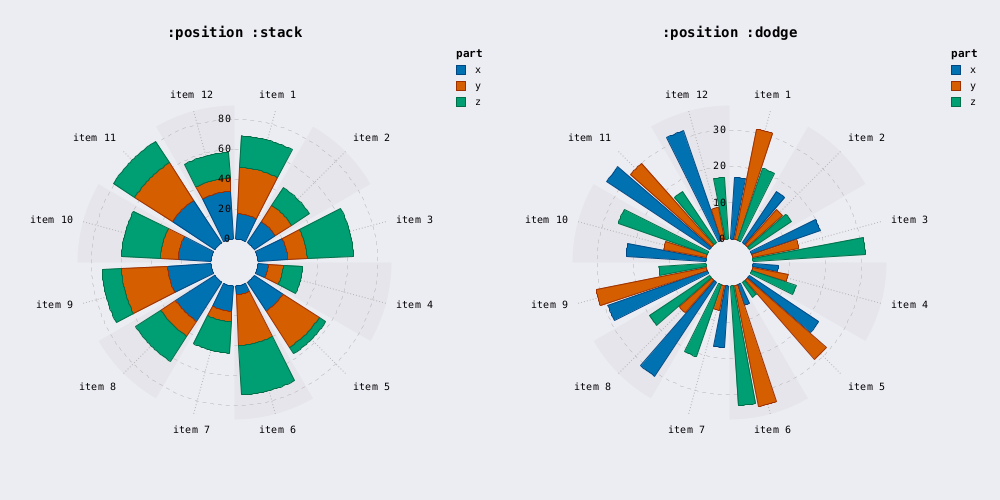 :position :stack
part
x
y
z
item 12
item 1
item 11
item 2
item 10
item 3
item 9
item 4
item 8
item 5
item 7
item 6
80
60
40
20
0
:position :dodge
part
x
y
z
item 12
item 1
item 11
item 2
item 10
item 3
item 9
item 4
item 8
item 5
item 7
item 6
30
20
10
0